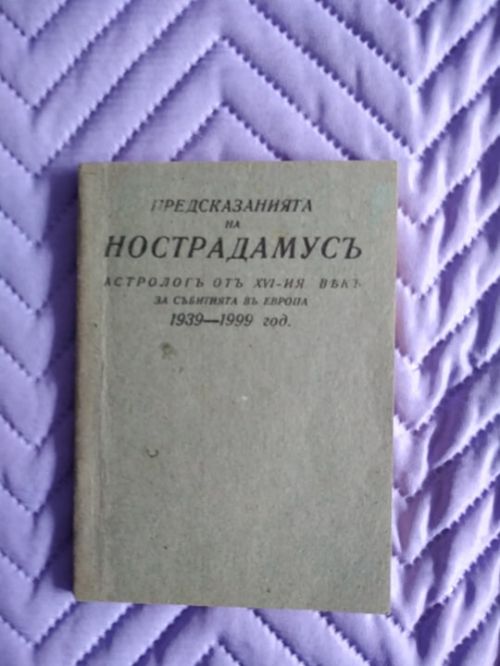 ПРЕДСКАЗАНИЯТА
НА
НОСТРАДАМУСЪ
АСТРОЛОГЪ ОТЪ XVI-ИЯ ВѢКЪ
ЗА СЪБИТИЯТА ВЪ ЕВРОПА
1939—1999 год.